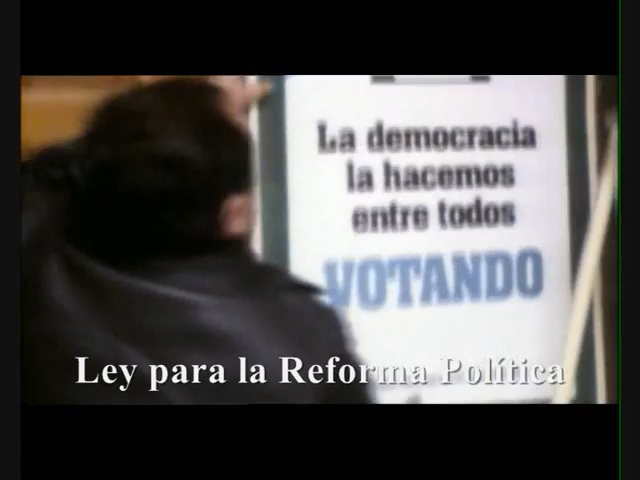 La democracia
la hacemos
entre todos
VOTANDO
Ley para la Reforma Política